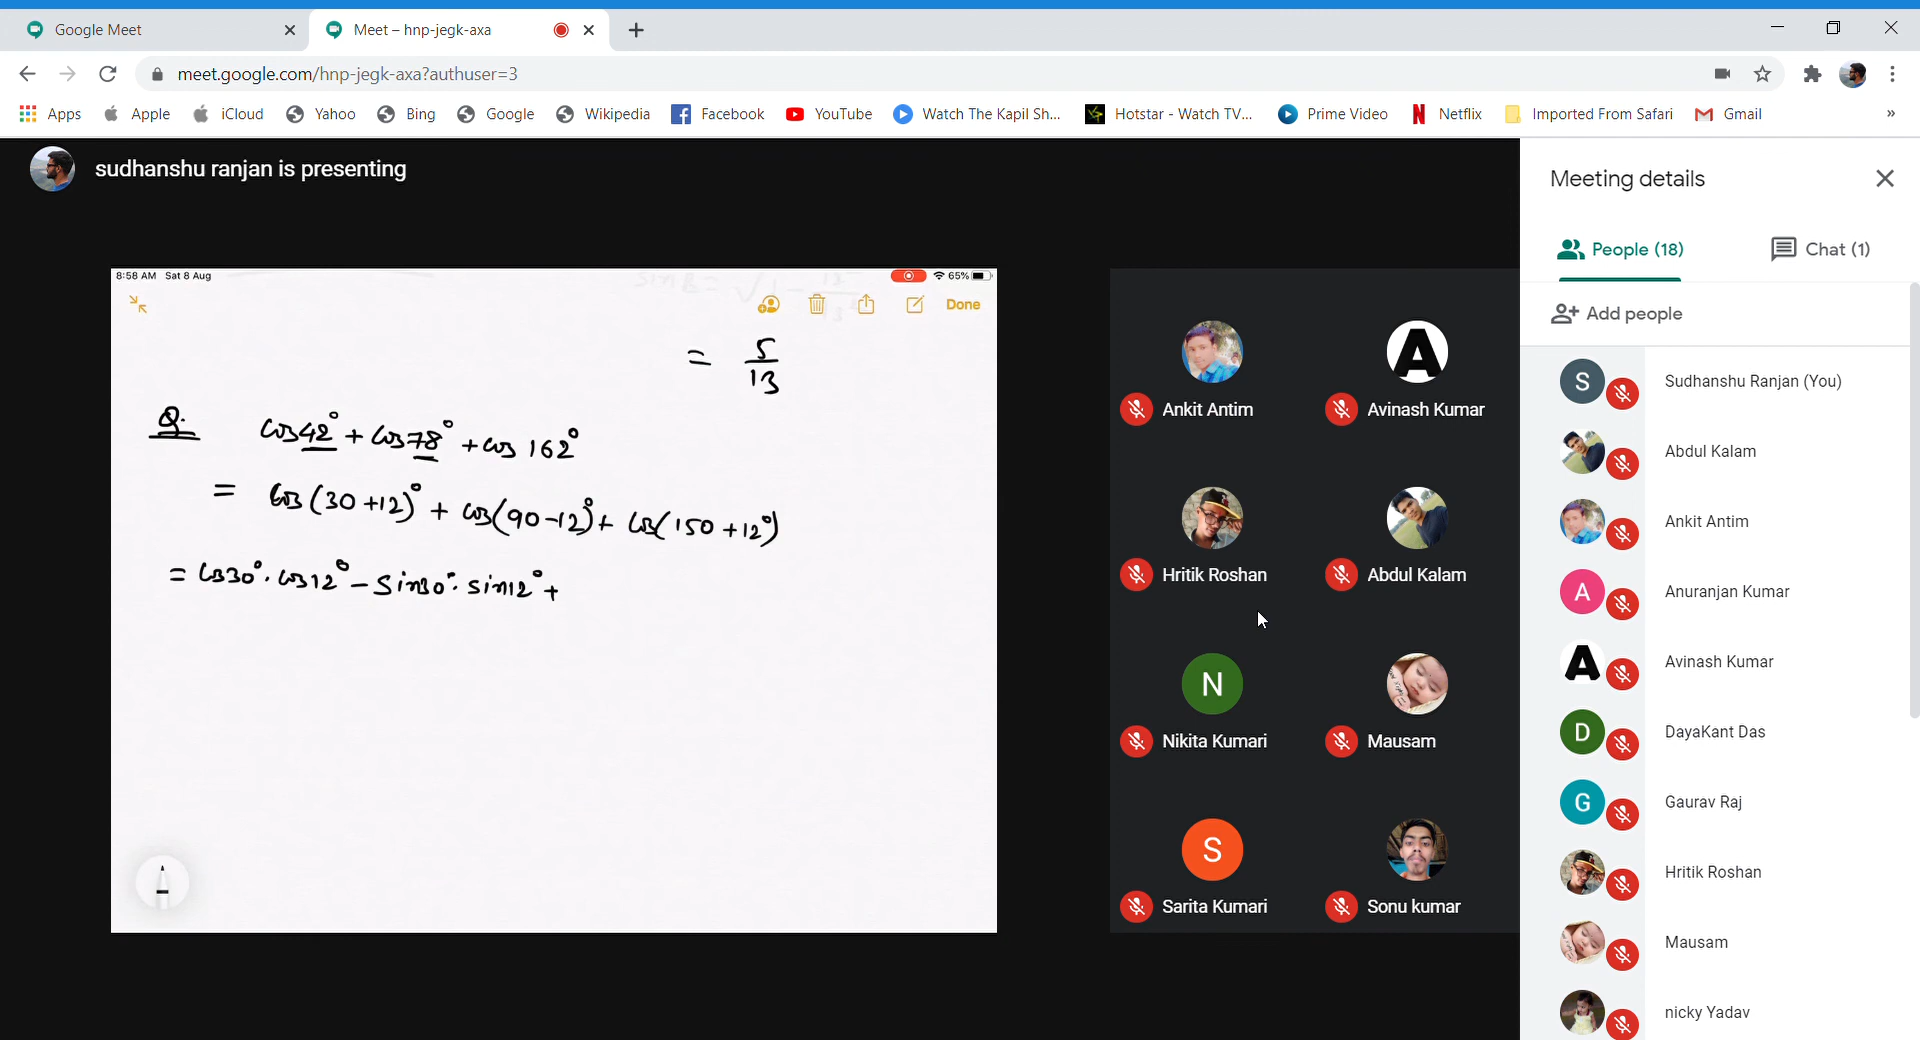 Google Meet
Meet – hnp-jegk-axa
meet.google.com/hnp-jegk-axa?authuser=3
Apps Apple iCloud Yahoo Bing Google Wikipedia Facebook YouTube Watch The Kapil Sh... Hotstar - Watch TV... Prime Video Netflix Imported From Safari Gmail »
sudhanshu ranjan is presenting
8:58 AM Sat 8 Aug
65%
Done
= 5/13
Q. cos42° + cos78° + cos 162°
= cos(30+12)° + cos(90-12)° + cos(150+12°)
= cos30°. cos12° - sin30°. sin12° +
Ankit Antim
A
Avinash Kumar
Hritik Roshan
Abdul Kalam
N
Nikita Kumari
Mausam
S
Sarita Kumari
Sonu kumar
Meeting details
People (18)
Chat (1)
Add people
S
Sudhanshu Ranjan (You)
Abdul Kalam
Ankit Antim
A
Anuranjan Kumar
A
Avinash Kumar
D
DayaKant Das
G
Gaurav Raj
Hritik Roshan
Mausam
nicky Yadav